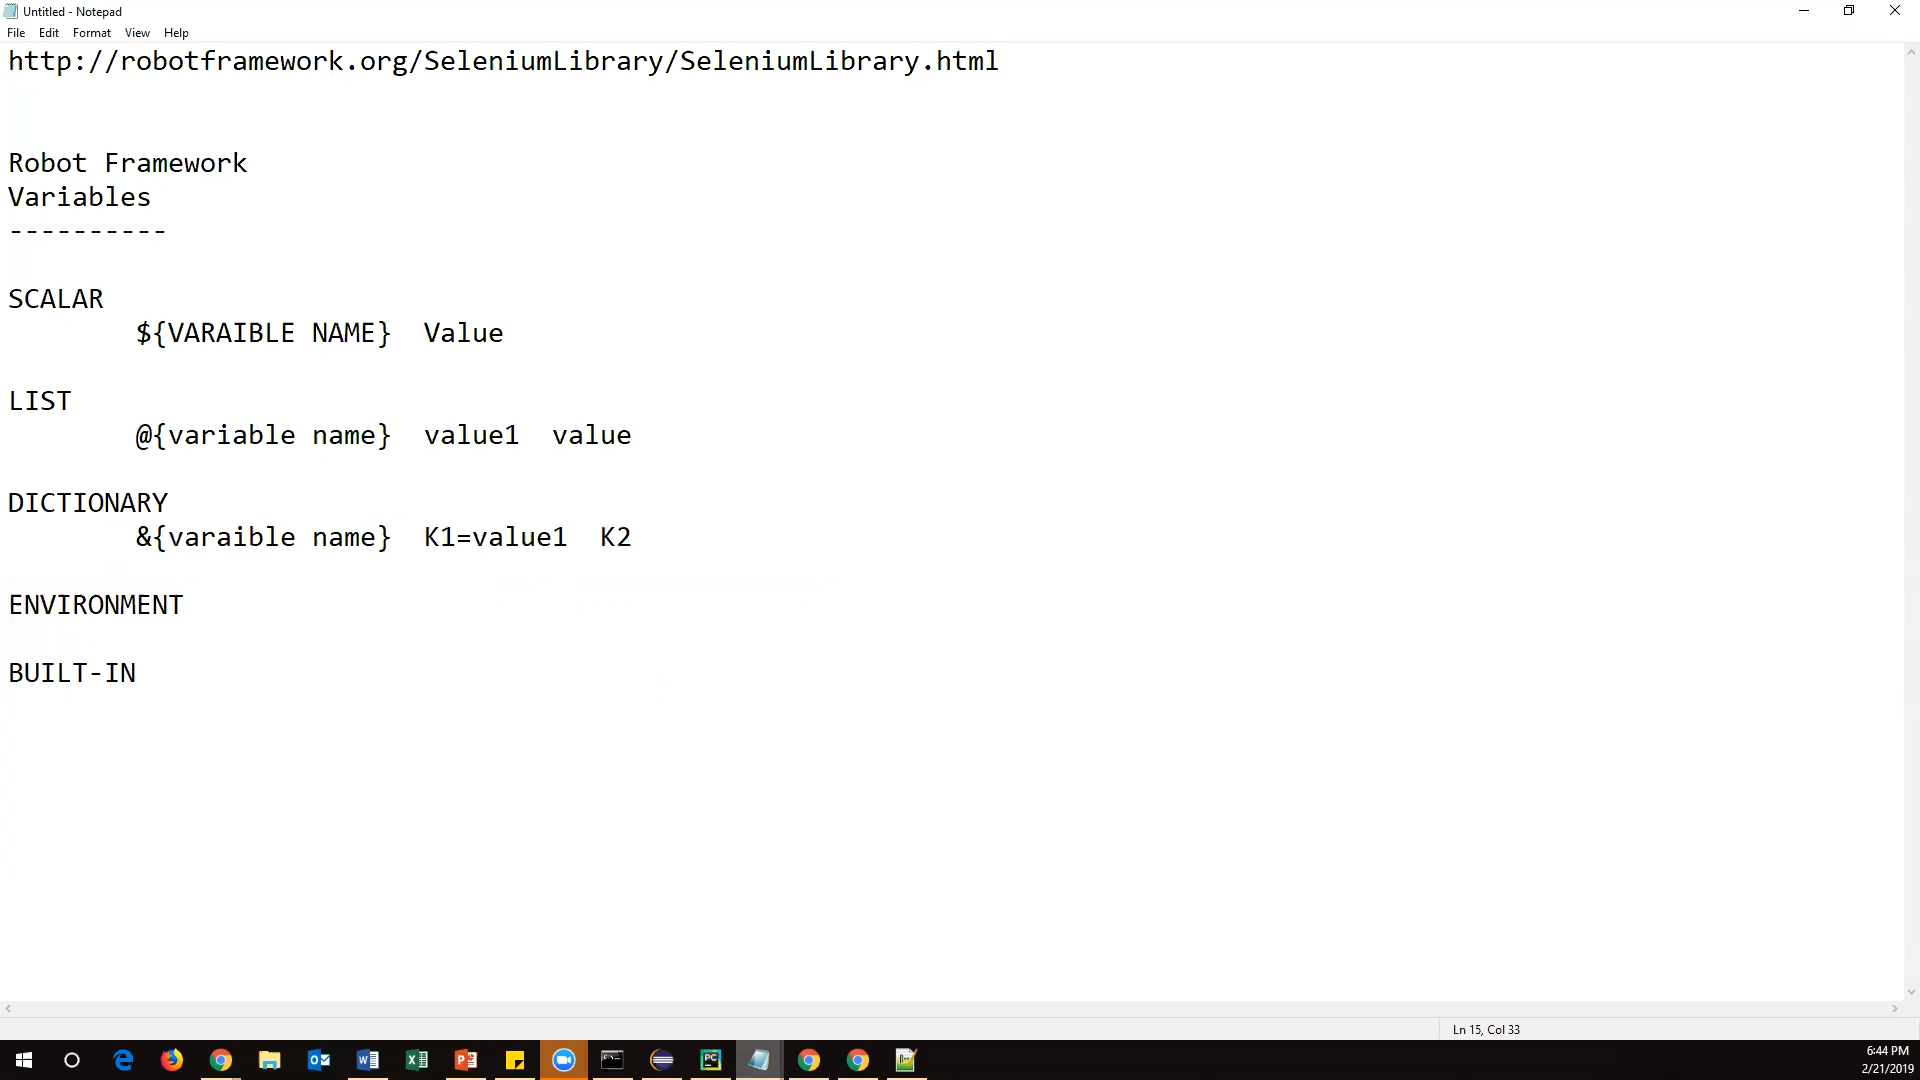 Untitled - Notepad
File Edit Format View Help
http://robotframework.org/SeleniumLibrary/SeleniumLibrary.html
Robot Framework
Variables
----------
SCALAR
${VARAIBLE NAME} Value
LIST
@{variable name} value1 value
DICTIONARY
&{varaible name} K1=value1 K2
ENVIRONMENT
BUILT-IN
Ln 15, Col 33
6:44 PM
2/21/2019